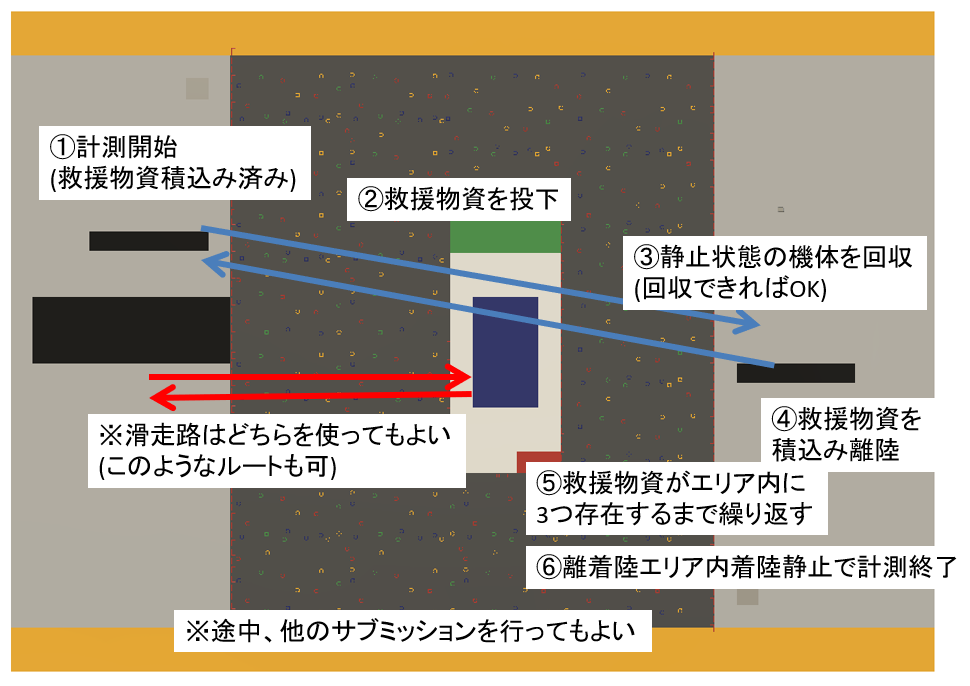 ①計測開始
(救援物資積込み済み)
②救援物資を投下
③静止状態の機体を回収
(回収できればOK)
※滑走路はどちらを使ってもよい
(このようなルートも可)
④救援物資を
積込み離陸
⑤救援物資がエリア内に
3つ存在するまで繰り返す
⑥離着陸エリア内着陸静止で計測終了
※途中、他のサブミッションを行ってもよい